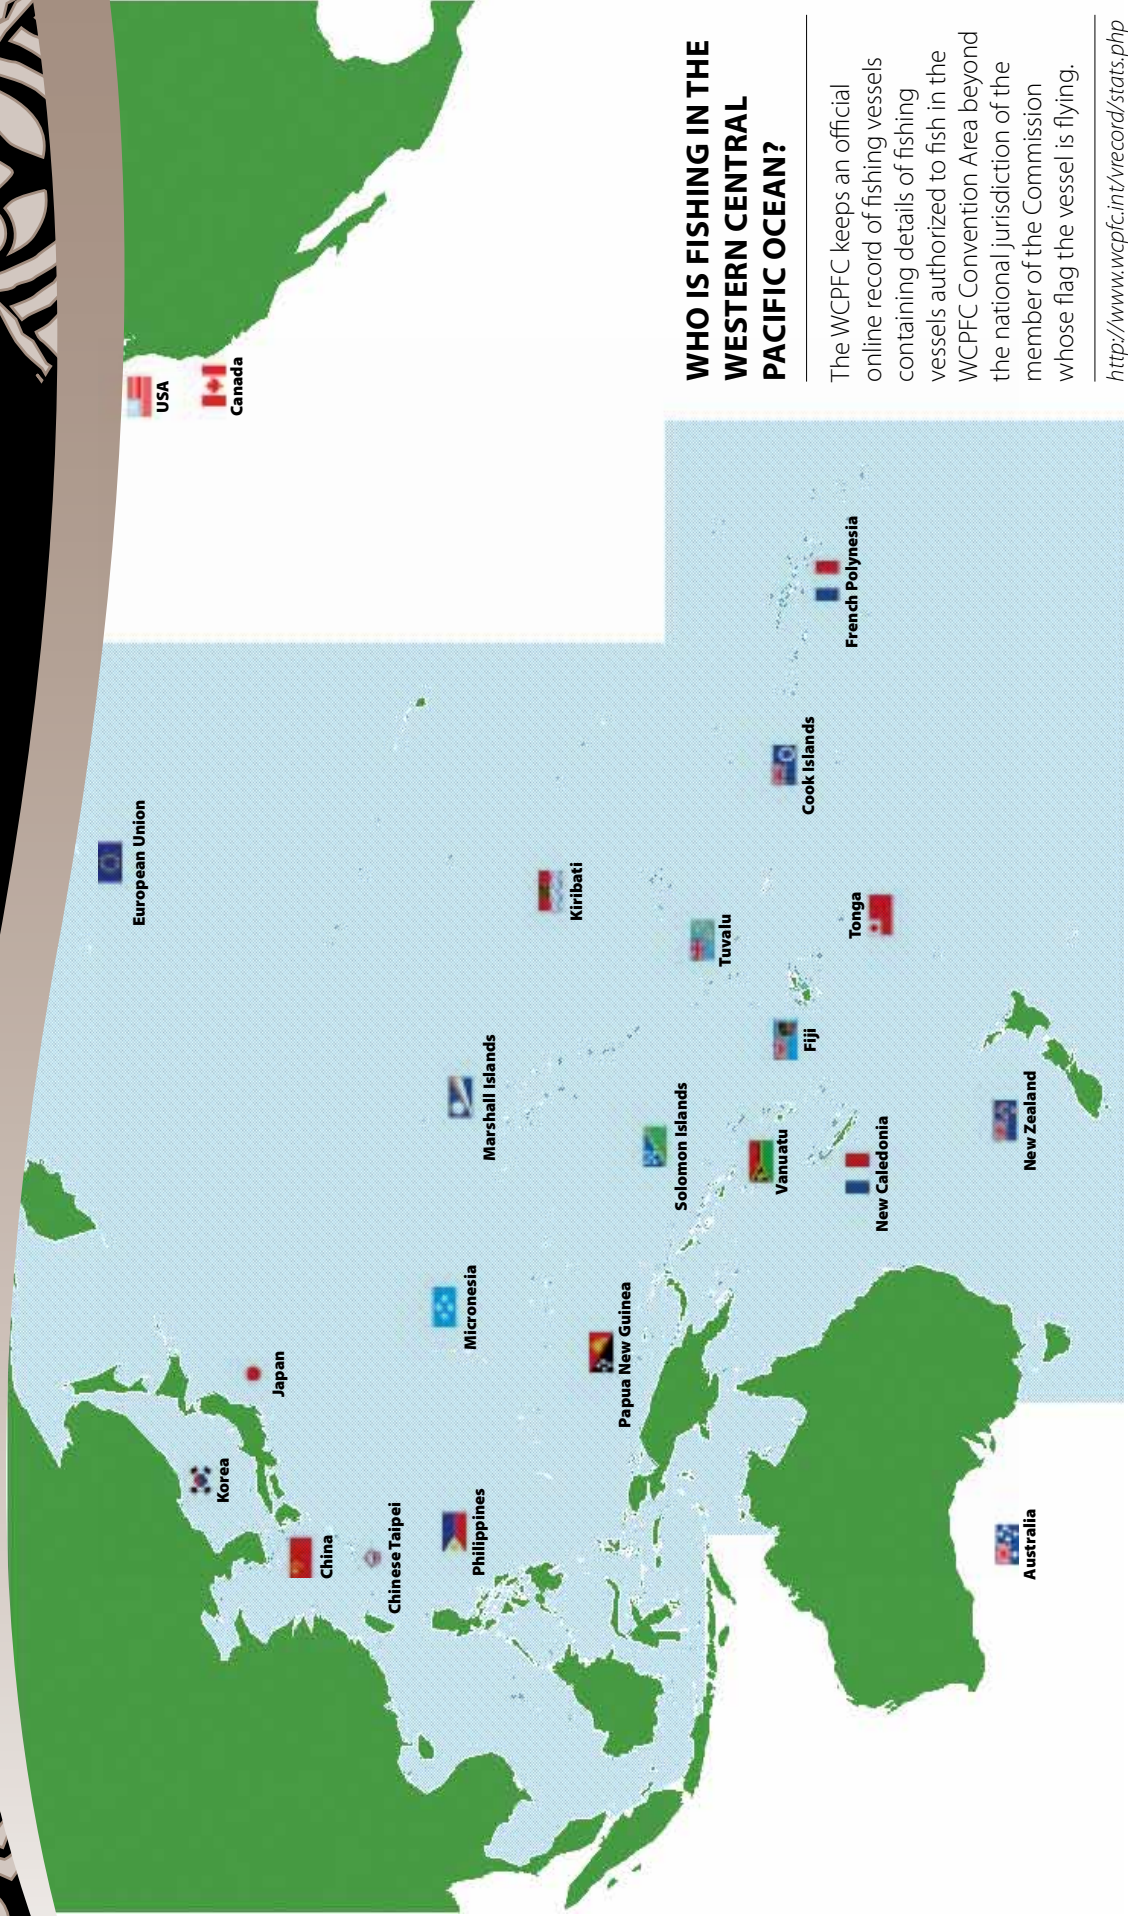 WHO IS FISHING IN THE
WESTERN CENTRAL
PACIFIC OCEAN?
The WCPFC keeps an official
online record of fishing vessels
containing details of fishing
vessels authorized to fish in the
WCPFC Convention Area beyond
the national jurisdiction of the
member of the Commission
whose flag the vessel is flying.
http://www.wcpfc.int/vrecord/stats.php
USA
Canada
European Union
Japan
Korea
China
Chinese Taipei
Philippines
Micronesia
Marshall Islands
Kiribati
Papua New Guinea
Solomon Islands
Tuvalu
Vanuatu
Fiji
Cook Islands
French Polynesia
Tonga
New Caledonia
New Zealand
Australia